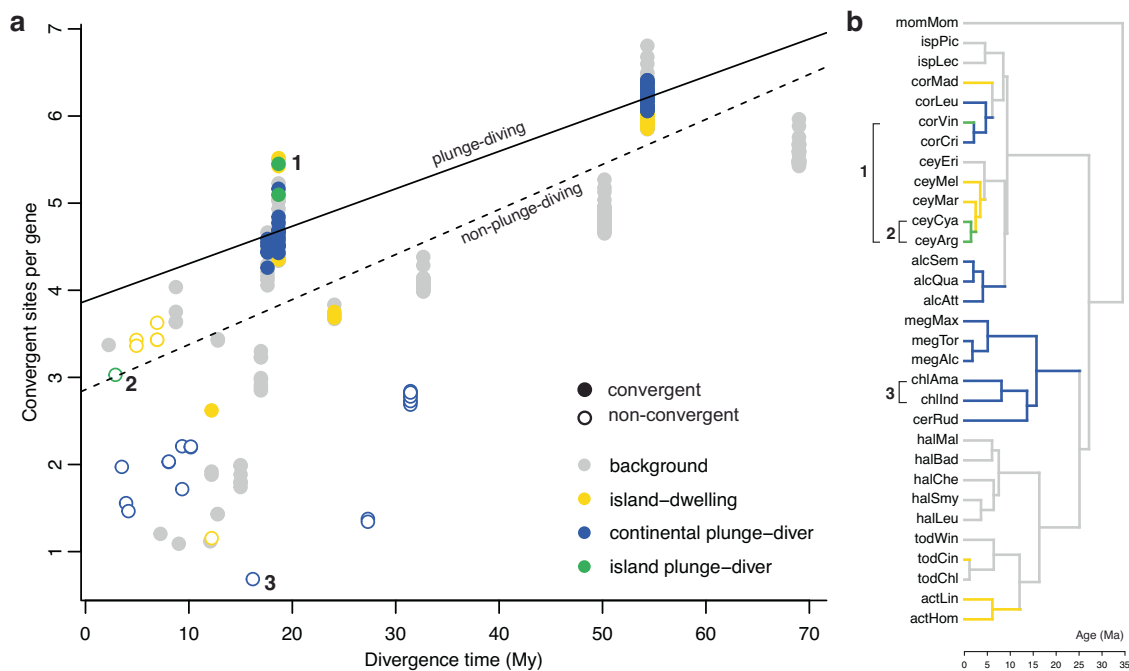 a
Convergent sites per gene
7
6
5
4
3
2
1
plunge-diving
non-plunge-diving
1
2
3
convergent
non-convergent
background
island-dwelling
continental plunge-diver
island plunge-diver
0 10 20 30 40 50 60 70
Divergence time (My)
b
momMom
ispPic
ispLec
corMad
corLeu
corVin
corCri
ceyEri
ceyMel
ceyMar
ceyCya
ceyArg
alcSem
alcQua
alcAtt
megMax
megTor
megAlc
chlAma
chlInd
cerRud
halMal
halBad
halChe
halSmy
halLeu
todWin
todCin
todChl
actLin
actHom
1
2
3
Age (Ma)
0 5 10 15 20 25 30 35